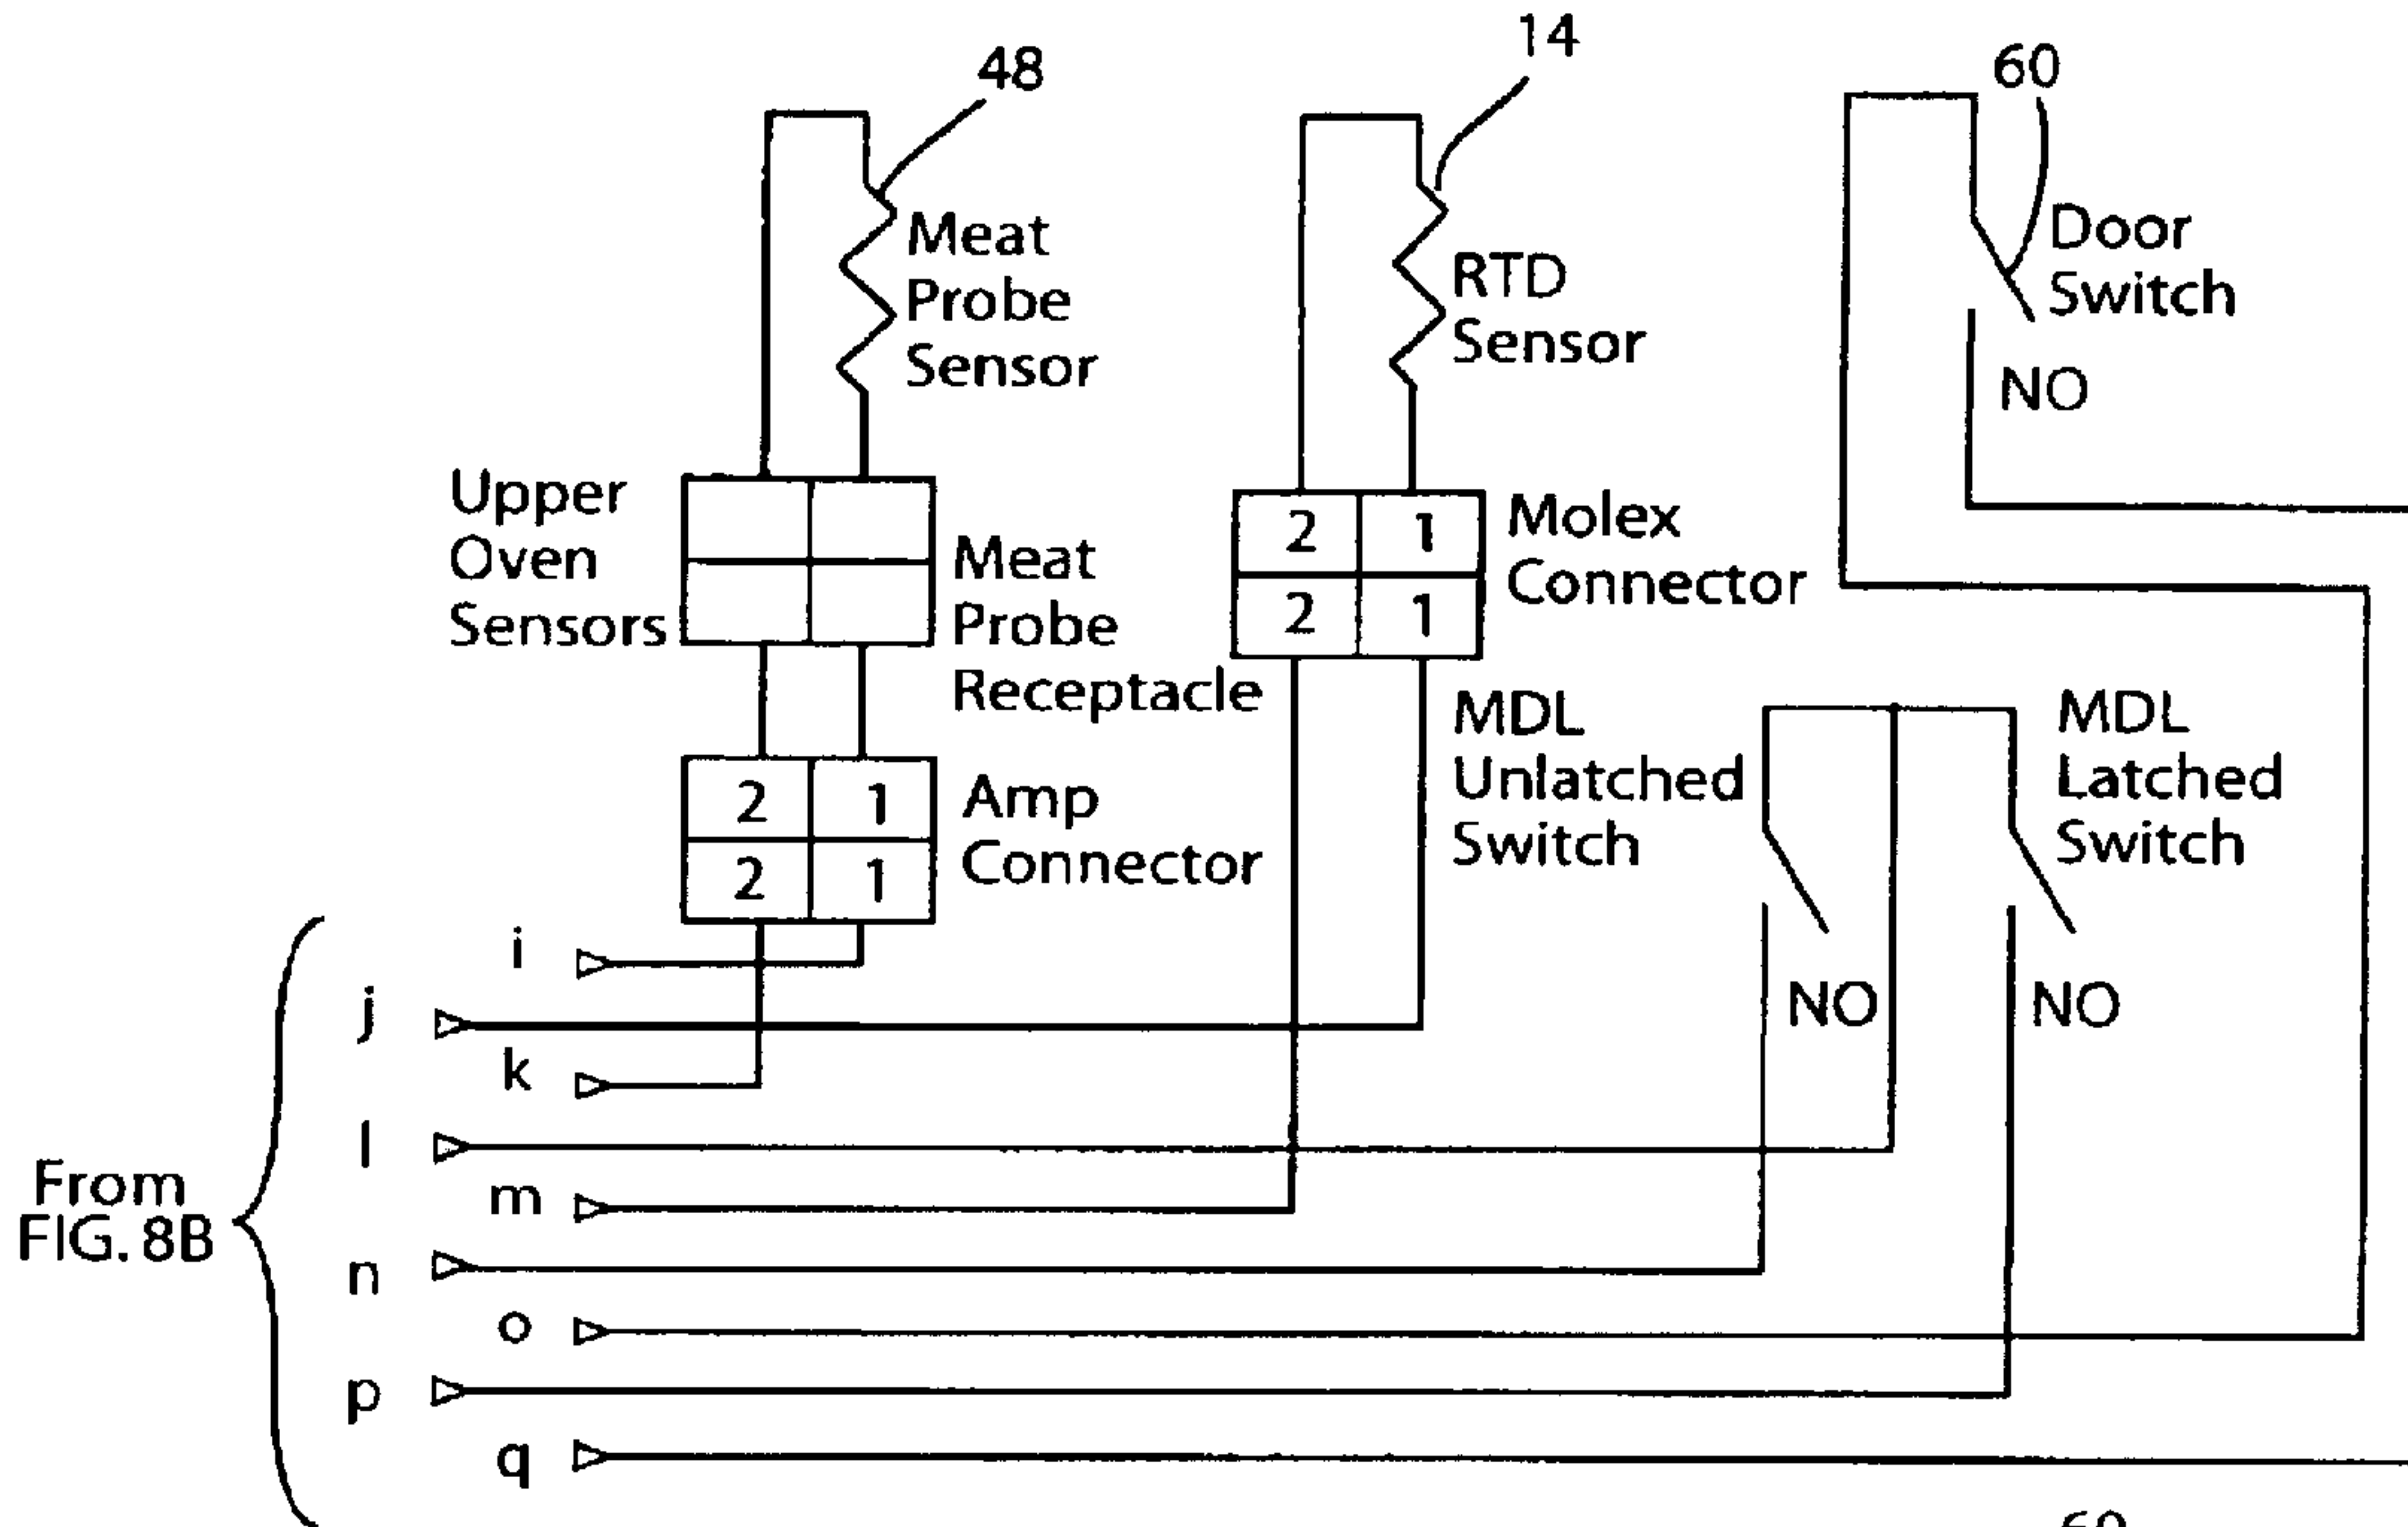 48
14
60
Meat
Probe
Sensor
RTD
Sensor
Door
Switch
NO
Upper
Oven
Sensors
Meat
Probe
Receptacle
2 1
2 1
Molex
Connector
2 1
2 1
Amp
Connector
MDL
Unlatched
Switch
NO
MDL
Latched
Switch
NO
From
FIG. 8B
i
j
k
l
m
n
o
p
q